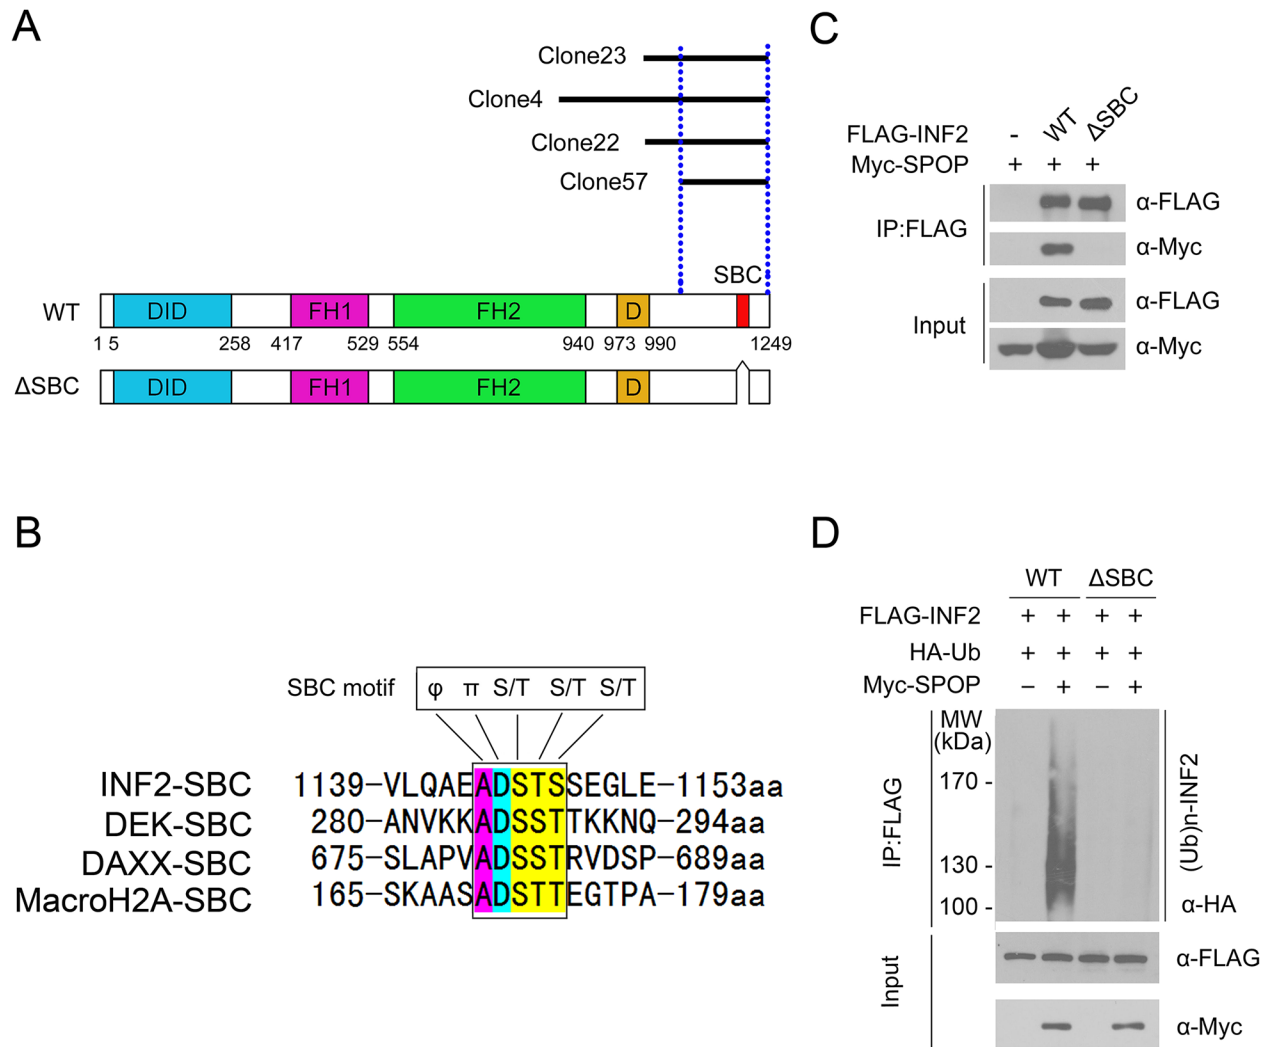 A
Clone23
Clone4
Clone22
Clone57
SBC
WT
DID
FH1
FH2
D
1 5 258 417 529 554 940 973 990 1249
ΔSBC
DID
FH1
FH2
D
B
SBC motif
φ π S/T S/T S/T
INF2-SBC 1139-VLQAEADSTSSEGLE-1153aa
DEK-SBC 280-ANVKKADSSTTKKNQ-294aa
DAXX-SBC 675-SLAPVADSSTRVDSP-689aa
MacroH2A-SBC 165-SKAASADSTTEGTPA-179aa
C
FLAG-INF2 - WT ΔSBC
Myc-SPOP + + +
IP:FLAG
α-FLAG
α-Myc
Input
α-FLAG
α-Myc
D
WT ΔSBC
FLAG-INF2 + + + +
HA-Ub + + + +
Myc-SPOP − + − +
MW
(kDa)
170 -
130 -
100 -
IP:FLAG
(Ub)n-INF2
α-HA
Input
α-FLAG
α-Myc